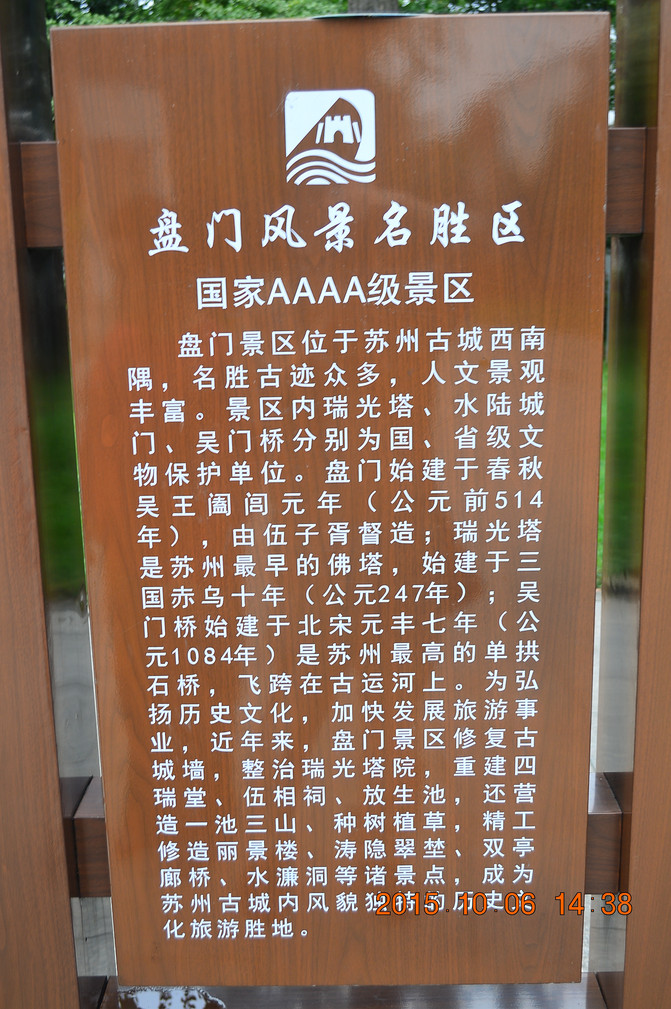 盘门风景名胜区
国家AAAA级景区
盘门景区位于苏州古城西南
隅，名胜古迹众多，人文景观
丰富。景区内瑞光塔、水陆城
门、吴门桥分别为国、省级文
物保护单位。盘门始建于春秋
吴王阖闾元年（公元前514
年），由伍子胥督造；瑞光塔
是苏州最早的佛塔，始建于三
国赤乌十年（公元247年）；吴
门桥始建于北宋元丰七年（公
元1084年）是苏州最高的单拱
石桥，飞跨在古运河上。为弘
扬历史文化，加快发展旅游事
业，近年来，盘门景区修复古
城墙，整治瑞光塔院，重建四
瑞堂、伍相祠、放生池，还营
造一池三山、种树植草，精工
修造丽景楼、涛隐翠埜、双亭
廊桥、水濂洞等诸景点，成为
苏州古城内风貌独特的历史文
化旅游胜地。
2015.10.06 14:38